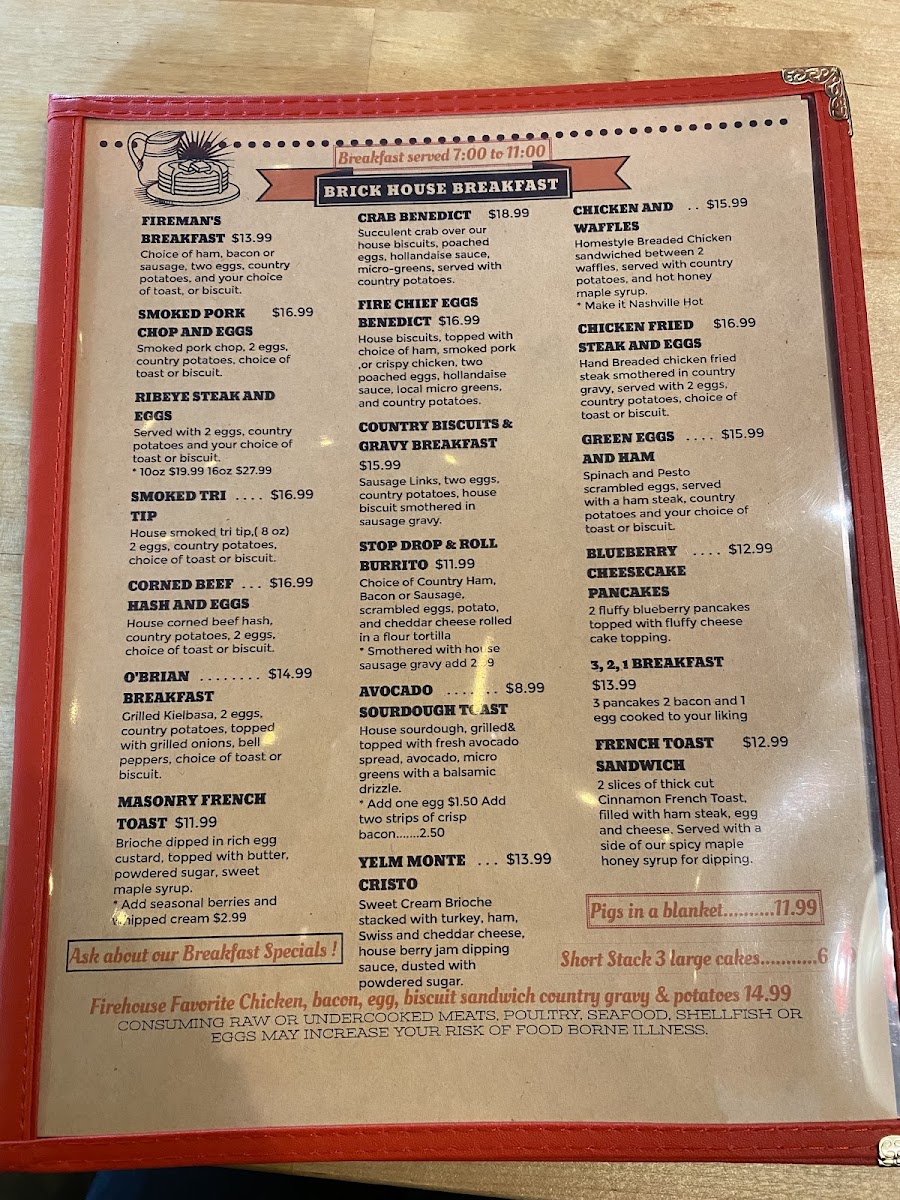 Breakfast served 7:00 to 11:00
BRICK HOUSE BREAKFAST
FIREMAN'S
BREAKFAST $13.99
Choice of ham, bacon or
sausage, two eggs, country
potatoes, and your choice
of toast, or biscuit.
SMOKED PORK $16.99
CHOP AND EGGS
Smoked pork chop, 2 eggs,
country potatoes, choice of
toast or biscuit.
RIBEYE STEAK AND
EGGS
Served with 2 eggs, country
potatoes and your choice of
toast or biscuit.
* 10oz $19.99 16oz $27.99
SMOKED TRI .... $16.99
TIP
House smoked tri tip,( 8 oz)
2 eggs, country potatoes,
choice of toast or biscuit.
CORNED BEEF ... $16.99
HASH AND EGGS
House corned beef hash,
country potatoes, 2 eggs,
choice of toast or biscuit.
O'BRIAN ........ $14.99
BREAKFAST
Grilled Kielbasa, 2 eggs,
country potatoes, topped
with grilled onions, bell
peppers, choice of toast or
biscuit.
MASONRY FRENCH
TOAST $11.99
Brioche dipped in rich egg
custard, topped with butter,
powdered sugar, sweet
maple syrup.
* Add seasonal berries and
whipped cream $2.99
Ask about our Breakfast Specials !
CRAB BENEDICT $18.99
Succulent crab over our
house biscuits, poached
eggs, hollandaise sauce,
micro-greens, served with
country potatoes.
FIRE CHIEF EGGS
BENEDICT $16.99
House biscuits, topped with
choice of ham, smoked pork
,or crispy chicken, two
poached eggs, hollandaise
sauce, local micro greens,
and country potatoes.
COUNTRY BISCUITS &
GRAVY BREAKFAST
$15.99
Sausage Links, two eggs,
country potatoes, house
biscuit smothered in
sausage gravy.
STOP DROP & ROLL
BURRITO $11.99
Choice of Country Ham,
Bacon or Sausage,
scrambled eggs, potato,
and cheddar cheese rolled
in a flour tortilla
* Smothered with house
sausage gravy add
AVOCADO ....... $8.99
SOURDOUGH TOAST
House sourdough, grilled&
topped with fresh avocado
spread, avocado, micro
greens with a balsamic
drizzle.
* Add one egg $1.50 Add
two strips of crisp
bacon.......2.50
YELM MONTE ... $13.99
CRISTO
Sweet Cream Brioche
stacked with turkey, ham,
Swiss and cheddar cheese,
house berry jam dipping
sauce, dusted with
powdered sugar.
CHICKEN AND .. $15.99
WAFFLES
Homestyle Breaded Chicken
sandwiched between 2
waffles, served with country
potatoes, and hot honey
maple syrup.
* Make it Nashville Hot
CHICKEN FRIED $16.99
STEAK AND EGGS
Hand Breaded chicken fried
steak smothered in country
gravy, served with 2 eggs,
country potatoes, choice of
toast or biscuit.
GREEN EGGS .... $15.99
AND HAM
Spinach and Pesto
scrambled eggs, served
with a ham steak, country
potatoes and your choice of
toast or biscuit.
BLUEBERRY .... $12.99
CHEESECAKE
PANCAKES
2 fluffy blueberry pancakes
topped with fluffy cheese
cake topping.
3, 2, 1 BREAKFAST
$13.99
3 pancakes 2 bacon and 1
egg cooked to your liking
FRENCH TOAST $12.99
SANDWICH
2 slices of thick cut
Cinnamon French Toast,
filled with ham steak, egg
and cheese. Served with a
side of our spicy maple
honey syrup for dipping.
Pigs in a blanket..........11.99
Short Stack 3 large cakes...........6
Firehouse Favorite Chicken, bacon, egg, biscuit sandwich country gravy & potatoes 14.99
CONSUMING RAW OR UNDERCOOKED MEATS, POULTRY, SEAFOOD, SHELLFISH OR
EGGS MAY INCREASE YOUR RISK OF FOOD BORNE ILLNESS.